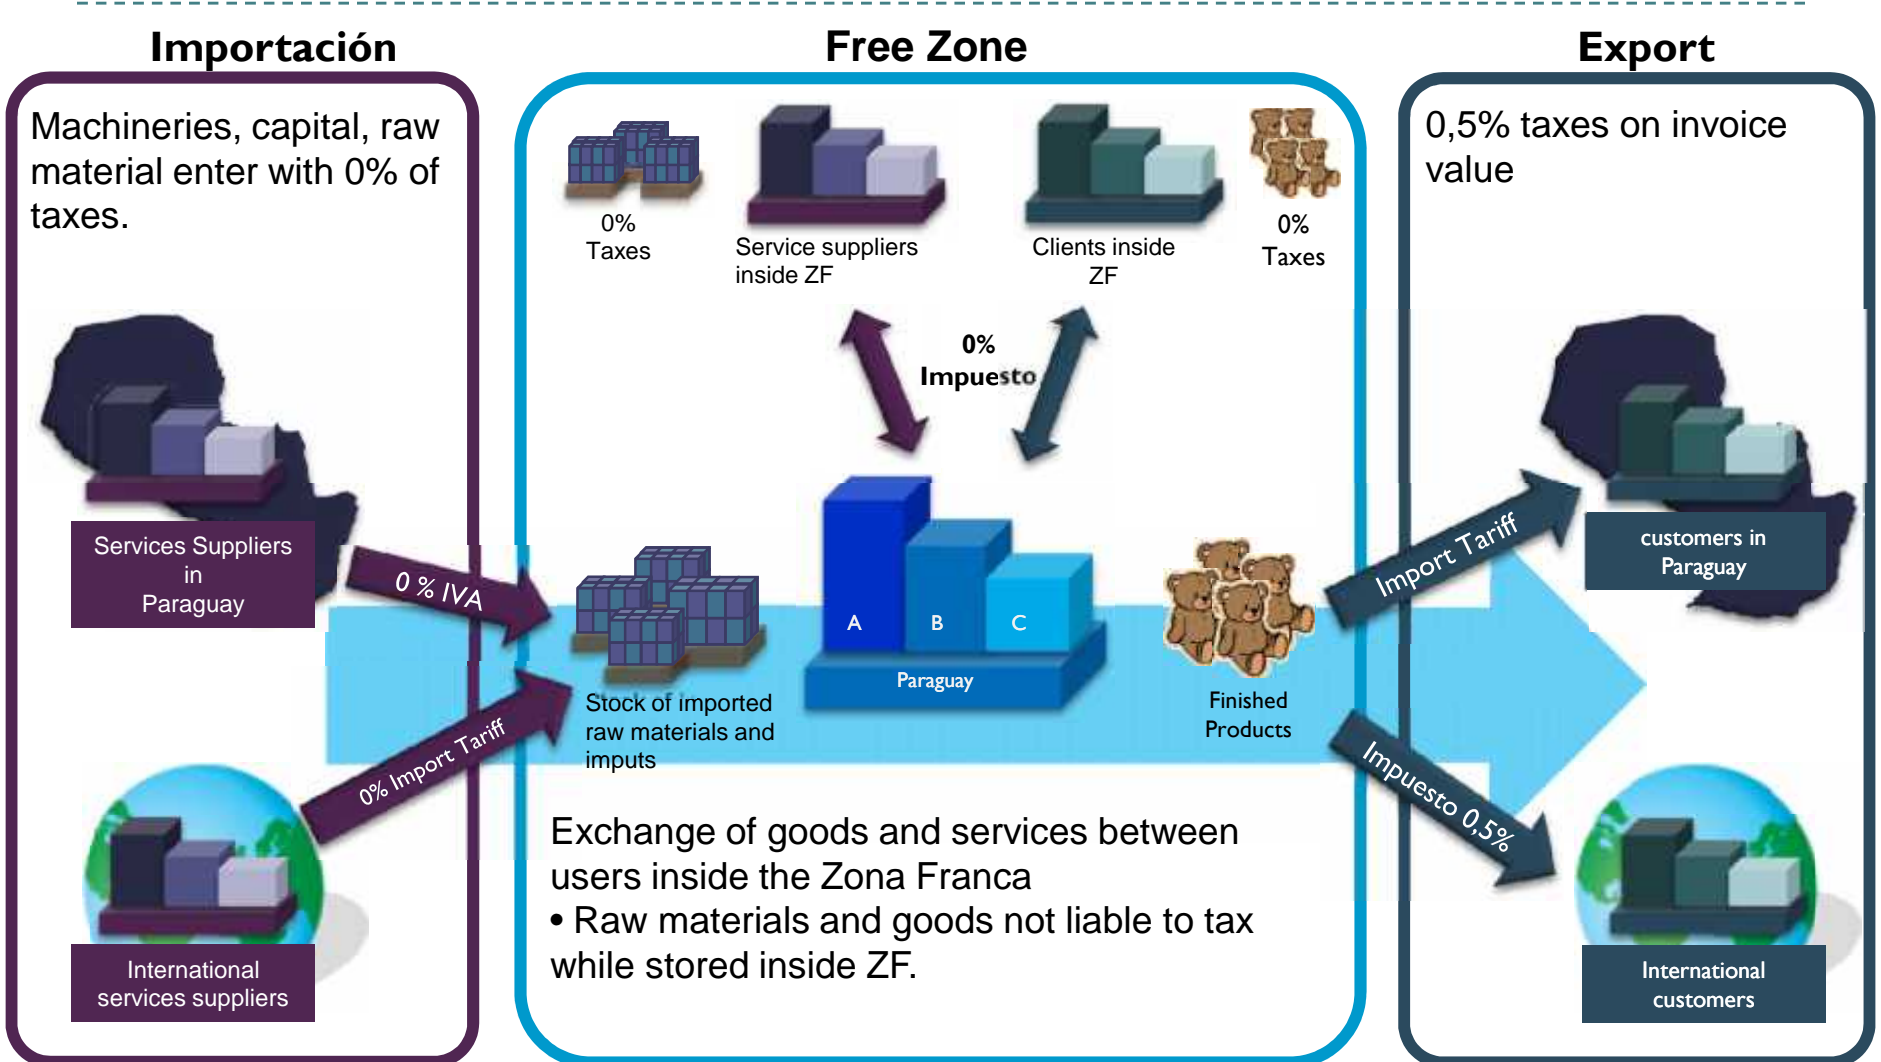 Importación
Machineries, capital, raw
material enter with 0% of
taxes.
Services Suppliers
in
Paraguay
0 % IVA
0% Import Tariff
International
services suppliers
Free Zone
0%
Taxes
Service suppliers
inside ZF
Clients inside
ZF
0%
Taxes
0%
Impuesto
A
B
C
Paraguay
Stock of imported
raw materials and
imputs
Finished
Products
Exchange of goods and services between
users inside the Zona Franca
• Raw materials and goods not liable to tax
while stored inside ZF.
Export
0,5% taxes on invoice
value
Import Tariff
customers in
Paraguay
Impuesto 0,5%
International
customers